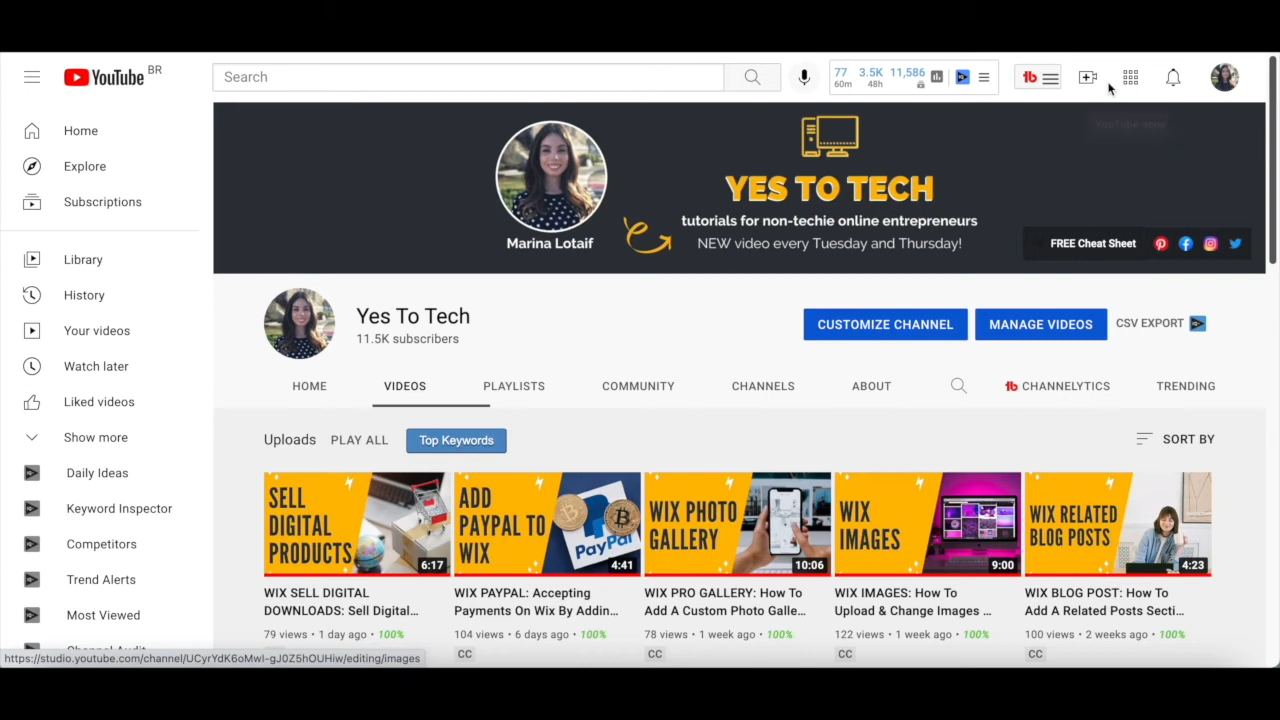 YouTube BR
Search
77 3.5K 11,586
60m 48h
Home
Explore
Subscriptions
Library
History
Your videos
Watch later
Liked videos
Show more
Daily Ideas
Keyword Inspector
Competitors
Trend Alerts
Most Viewed
YES TO TECH
tutorials for non-techie online entrepreneurs
NEW video every Tuesday and Thursday!
Marina Lotaif
FREE Cheat Sheet
Yes To Tech
11.5K subscribers
CUSTOMIZE CHANNEL
MANAGE VIDEOS
CSV EXPORT
HOME VIDEOS PLAYLISTS COMMUNITY CHANNELS ABOUT CHANNELYTICS TRENDING
Uploads PLAY ALL Top Keywords SORT BY
SELL
DIGITAL
PRODUCTS
6:17
WIX SELL DIGITAL
DOWNLOADS: Sell Digital...
79 views • 1 day ago • 100%
ADD
PAYPAL TO
WIX
PayPal
4:41
WIX PAYPAL: Accepting
Payments On Wix By Addin...
104 views • 6 days ago • 100%
CC
WIX PHOTO
GALLERY
10:06
WIX PRO GALLERY: How To
Add A Custom Photo Galle...
78 views • 1 week ago • 100%
CC
WIX
IMAGES
9:00
WIX IMAGES: How To
Upload & Change Images ...
122 views • 1 week ago • 100%
CC
WIX RELATED
BLOG POSTS
4:23
WIX BLOG POST: How To
Add A Related Posts Secti...
100 views • 2 weeks ago • 100%
CC
https://studio.youtube.com/channel/UCyrYdK6oMwI-gJ0Z5hOUHiw/editing/images